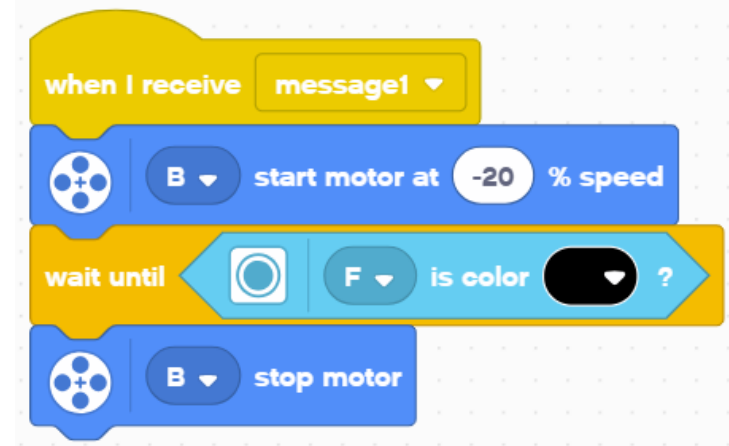 when I receive message1
B start motor at -20 % speed
wait until F is color ?
B stop motor